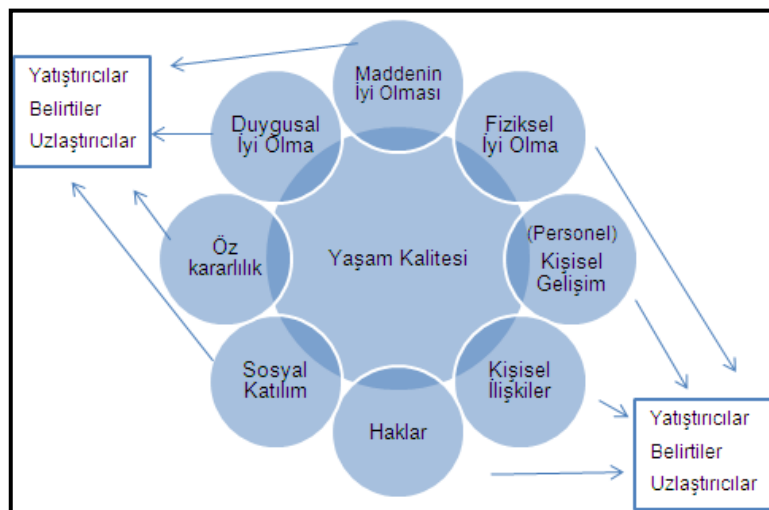 Yatıştırıcılar
Belirtiler
Uzlaştırıcılar
Maddenin
İyi Olması
Duygusal
İyi Olma
Fiziksel
İyi Olma
Öz
kararlılık
Yaşam Kalitesi
(Personel)
Kişisel
Gelişim
Sosyal
Katılım
Haklar
Kişisel
İlişkiler
Yatıştırıcılar
Belirtiler
Uzlaştırıcılar